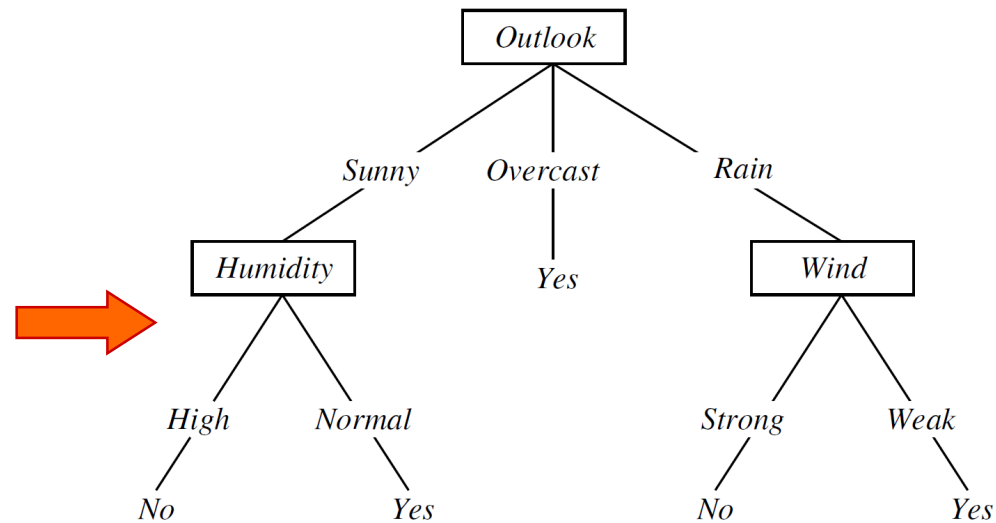 Outlook
Sunny Overcast Rain
Humidity Yes Wind
High Normal Strong Weak
No Yes No Yes